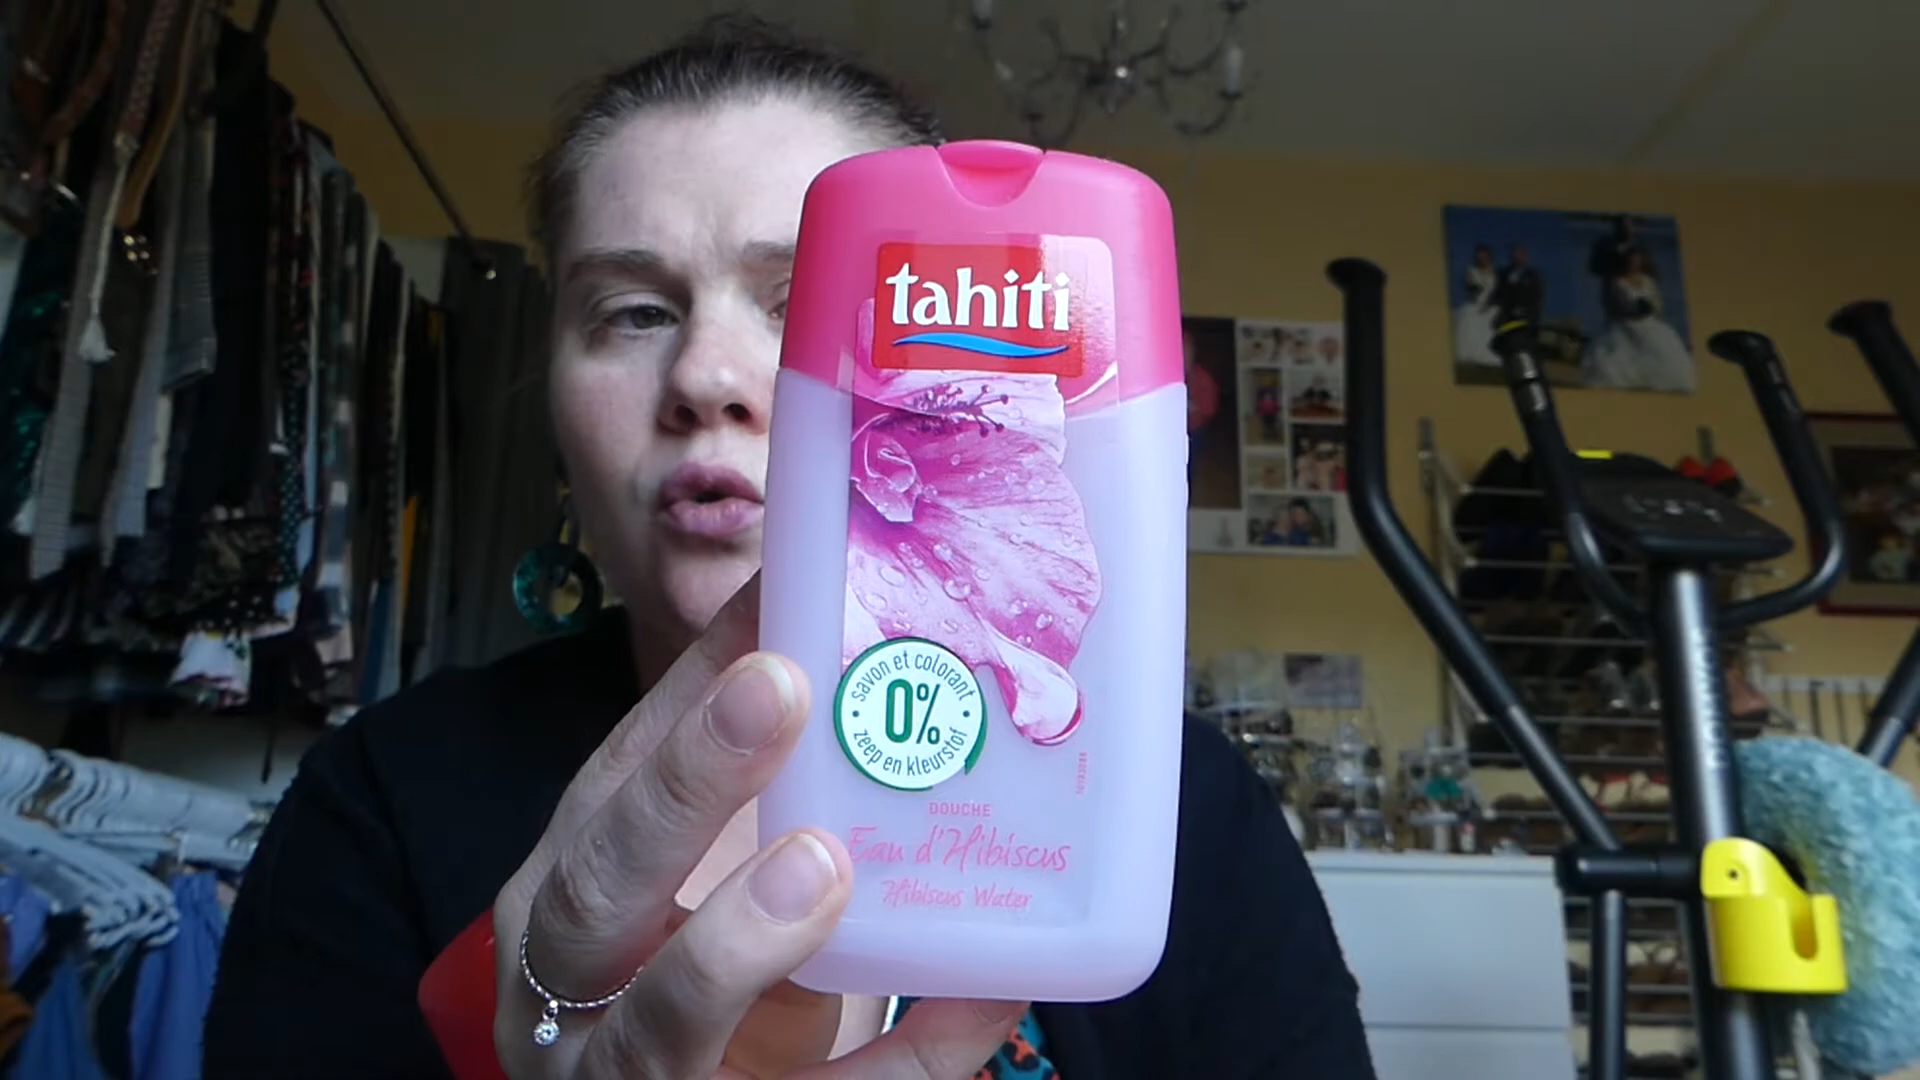 tahiti
savon et colorant
0%
zeep en kleurstof
DOUCHE
Eau d'Hibiscus
Hibiscus Water